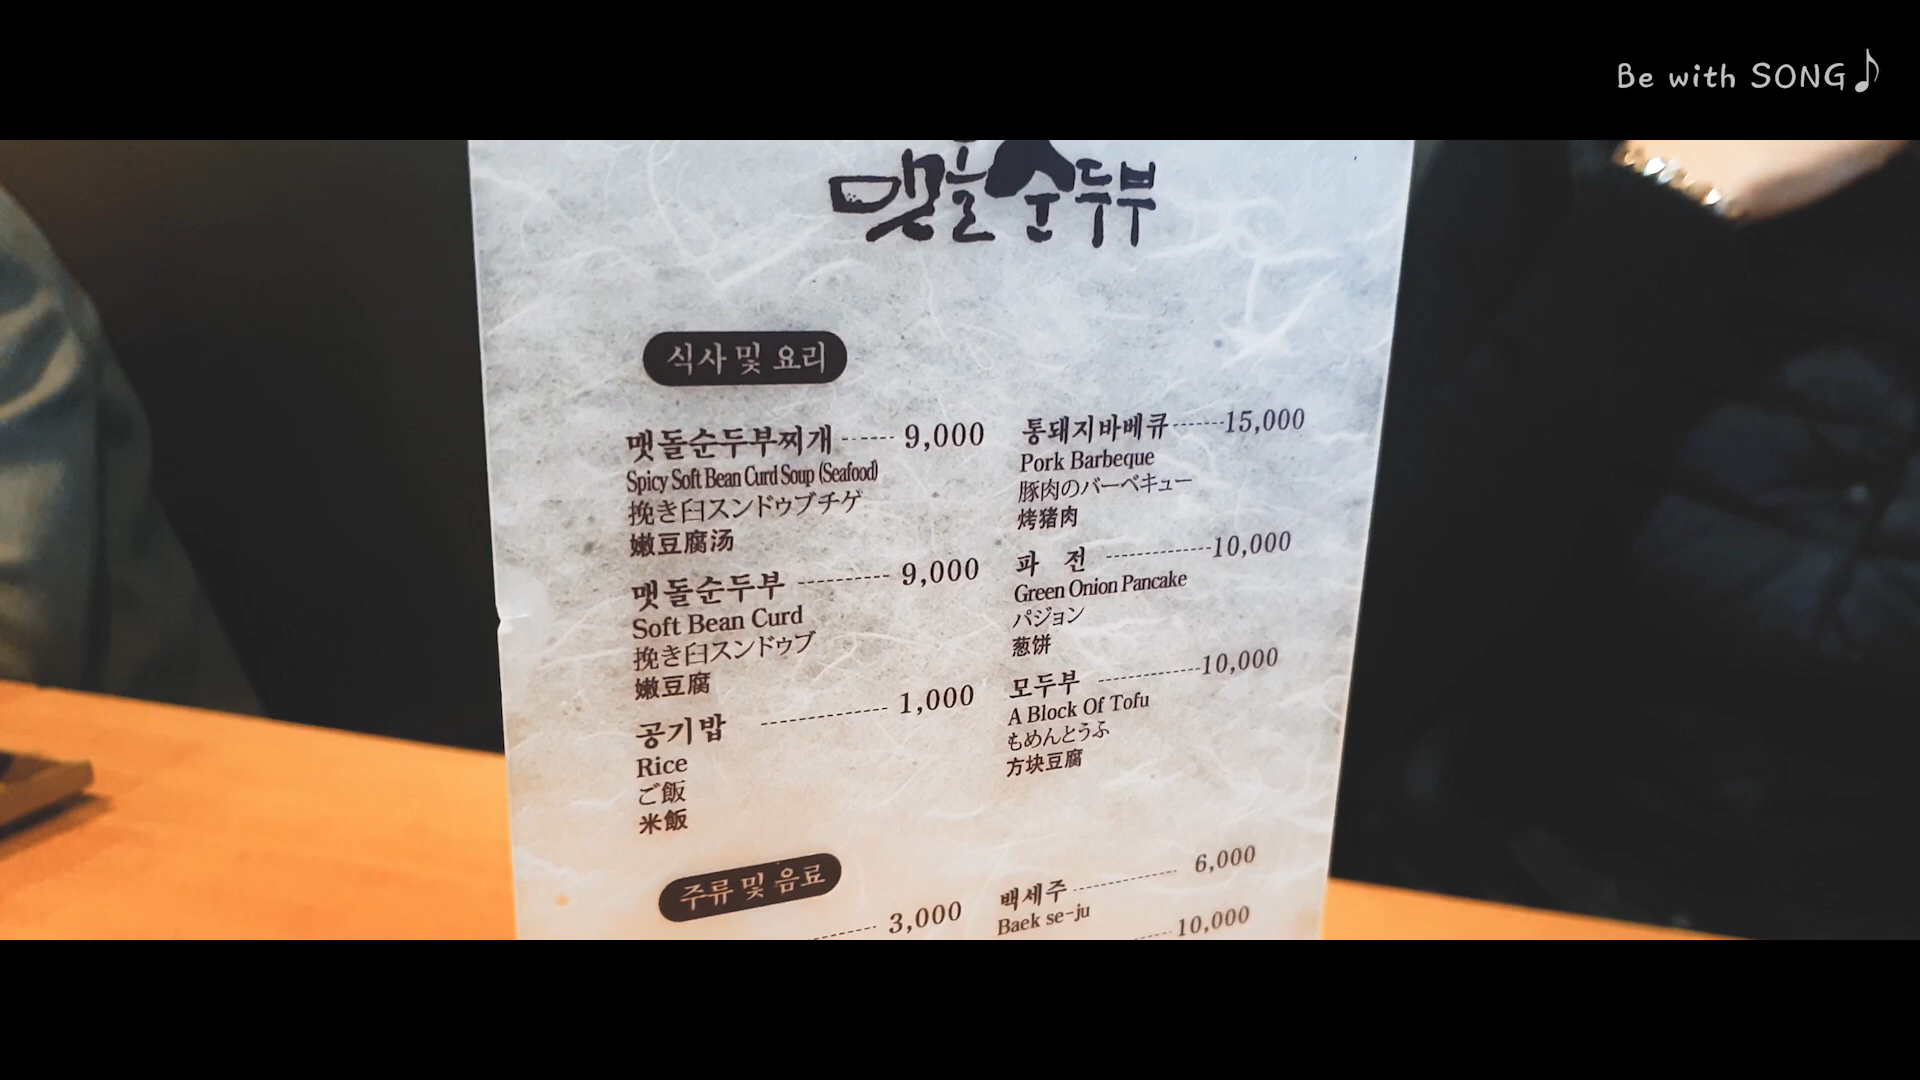 Be with SONG♪
맷돌순두부
식사 및 요리
맷돌순두부찌개 ------ 9,000
Spicy Soft Bean Curd Soup (Seafood)
挽き臼スンドゥブチゲ
嫩豆腐汤
맷돌순두부 ---------- 9,000
Soft Bean Curd
挽き臼スンドゥブ
嫩豆腐
공기밥 -------------- 1,000
Rice
ご飯
米飯
통돼지바베큐 ------- 15,000
Pork Barbeque
豚肉のバーベキュー
烤猪肉
파 전 -------------- 10,000
Green Onion Pancake
パジョン
葱饼
모두부 -------------- 10,000
A Block Of Tofu
もめんとうふ
方块豆腐
주류 및 음료
3,000
백세주 -------------- 6,000
Baek se-ju
10,000